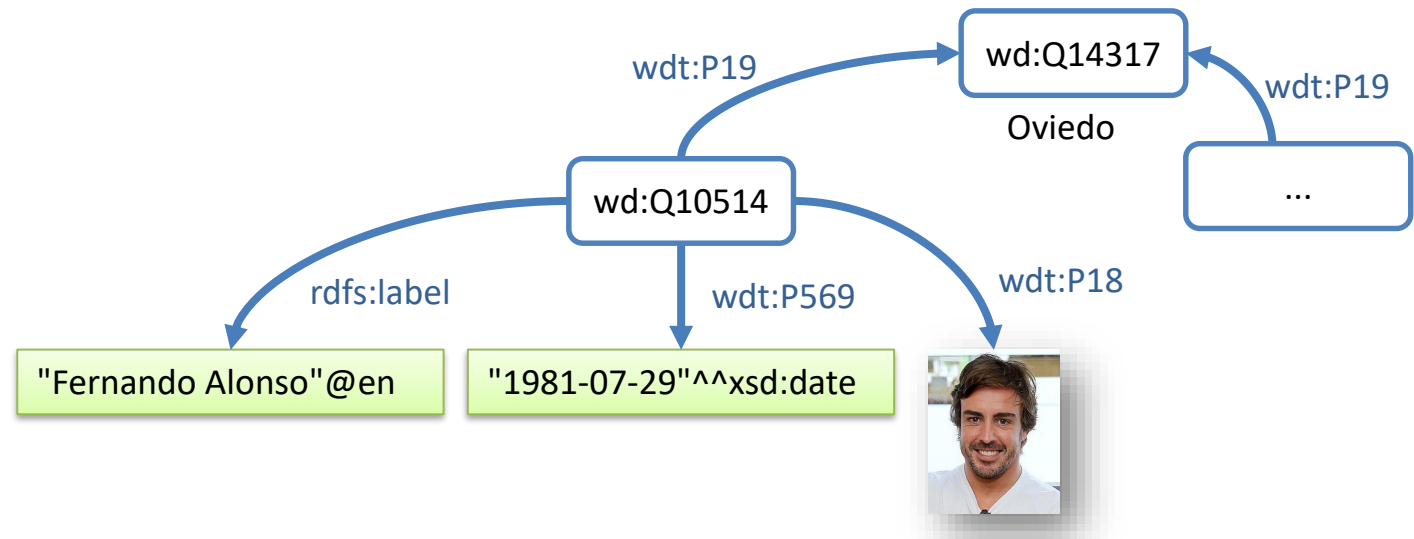 wd:Q14317
wdt:P19
wdt:P19
Oviedo
wd:Q10514
...
rdfs:label
wdt:P569
wdt:P18
"Fernando Alonso"@en
"1981-07-29"^^xsd:date